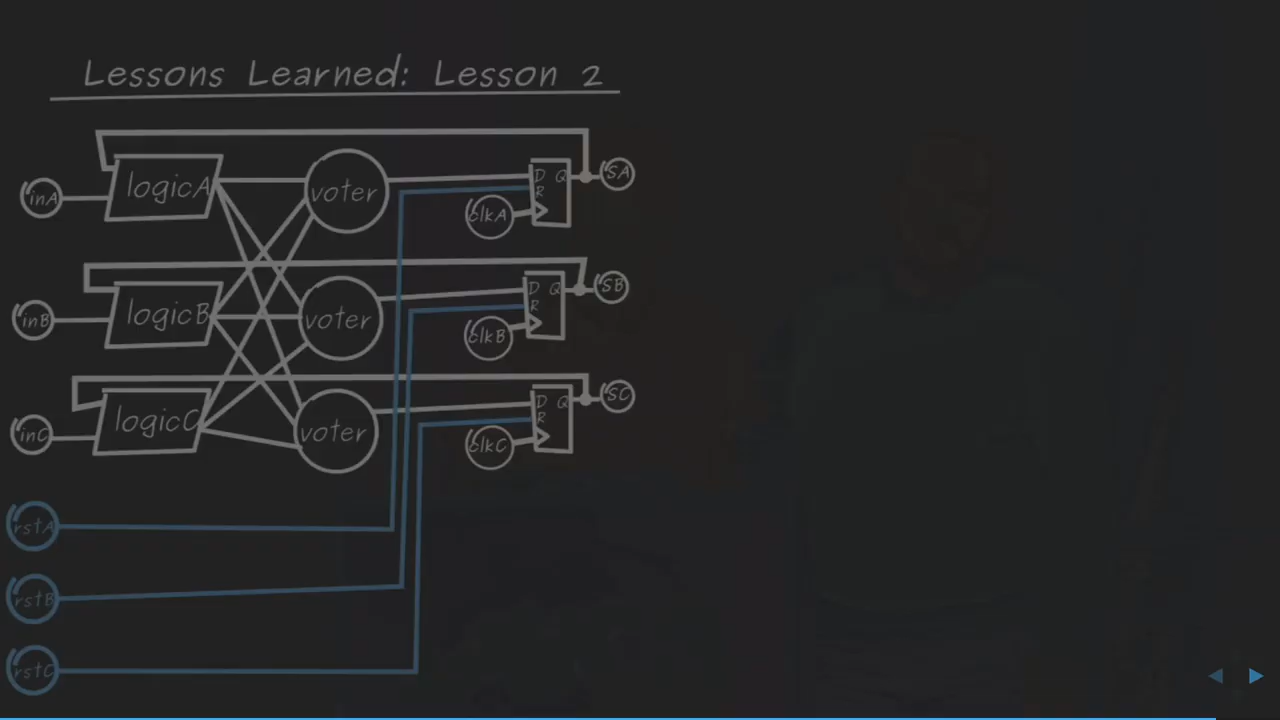 Lessons Learned: Lesson 2
inA logicA voter D Q R clkA SA
inB logicB voter D Q R clkB SB
inC logicC voter D Q R clkC SC
rstA
rstB
rstC